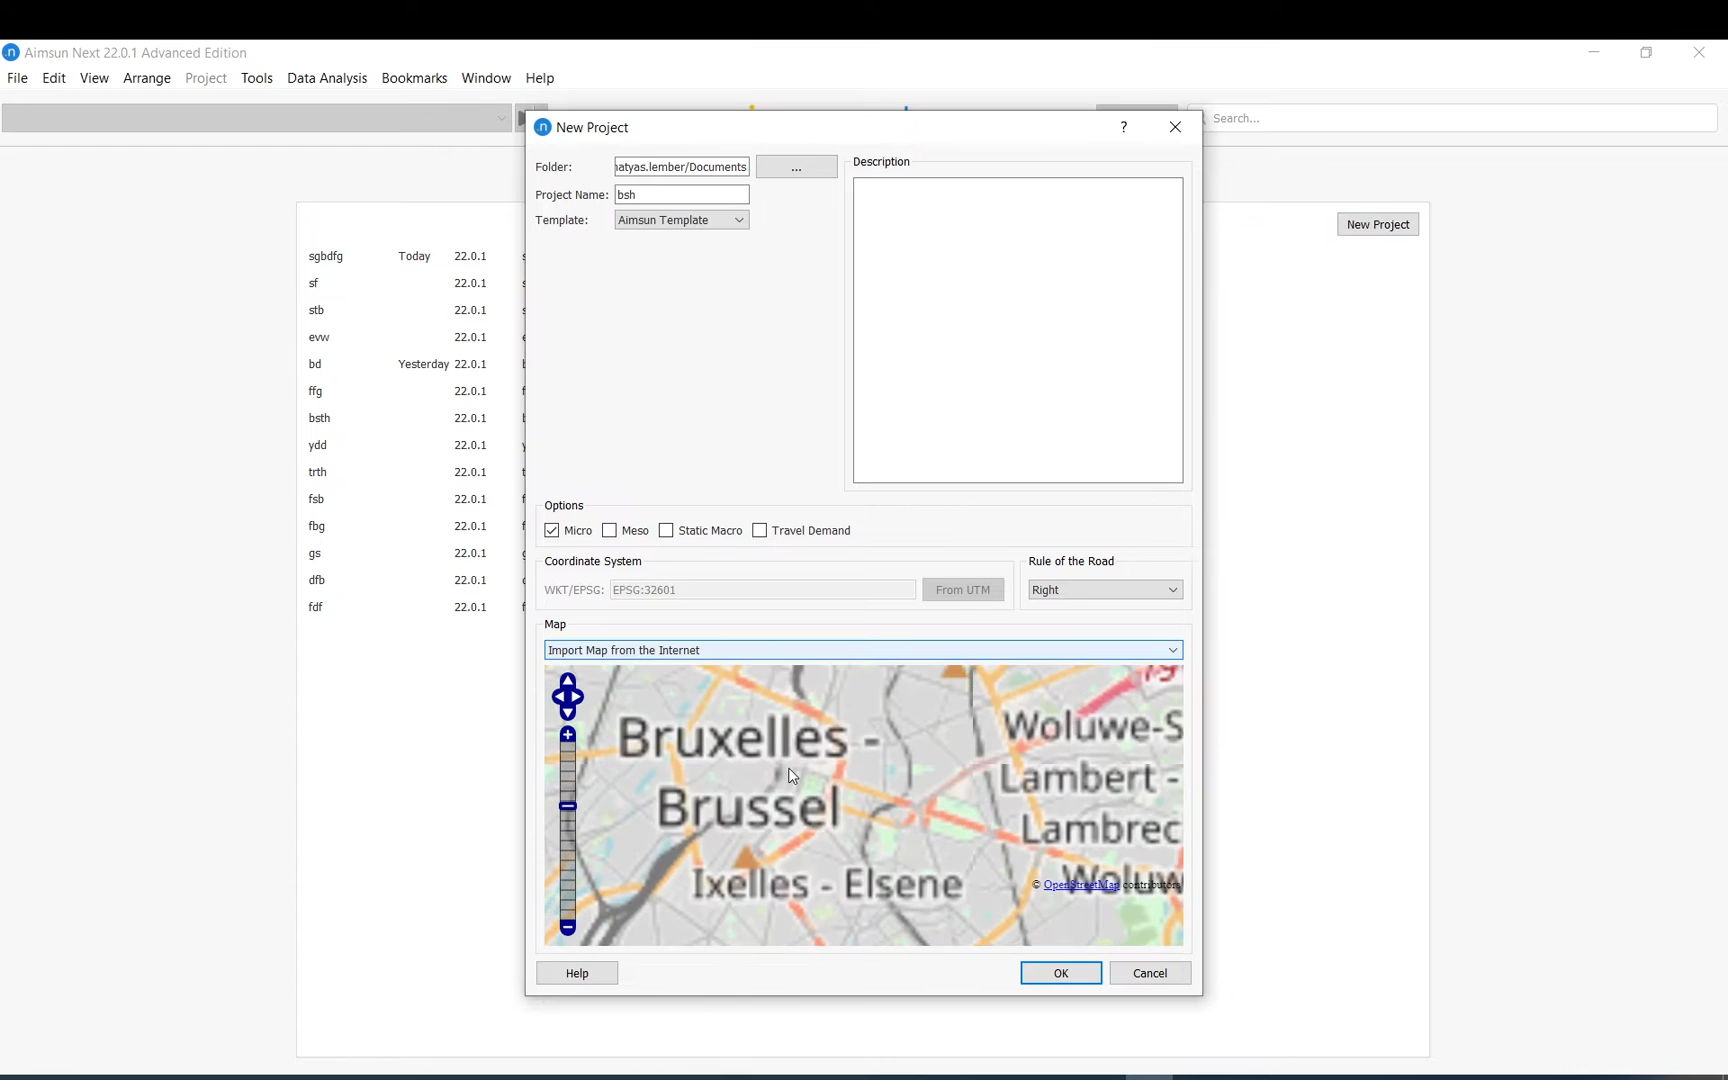 Aimsun Next 22.0.1 Advanced Edition
File Edit View Arrange Project Tools Data Analysis Bookmarks Window Help
Search...
New Project
New Project
sgbdfg Today 22.0.1
sf 22.0.1
stb 22.0.1
evw 22.0.1
bd Yesterday 22.0.1
ffg 22.0.1
bsth 22.0.1
ydd 22.0.1
trth 22.0.1
fsb 22.0.1
fbg 22.0.1
gs 22.0.1
dfb 22.0.1
fdf 22.0.1
Folder: natyas.lember/Documents ...
Project Name: bsh
Template: Aimsun Template
Description
Options
Micro Meso Static Macro Travel Demand
Coordinate System
WKT/EPSG: EPSG:32601 From UTM
Rule of the Road
Right
Map
Import Map from the Internet
Bruxelles -
Brussel
Ixelles - Elsene
Woluwe-S
Lambert -
Lambrec
Woluw
© OpenStreetMap contributors
Help OK Cancel